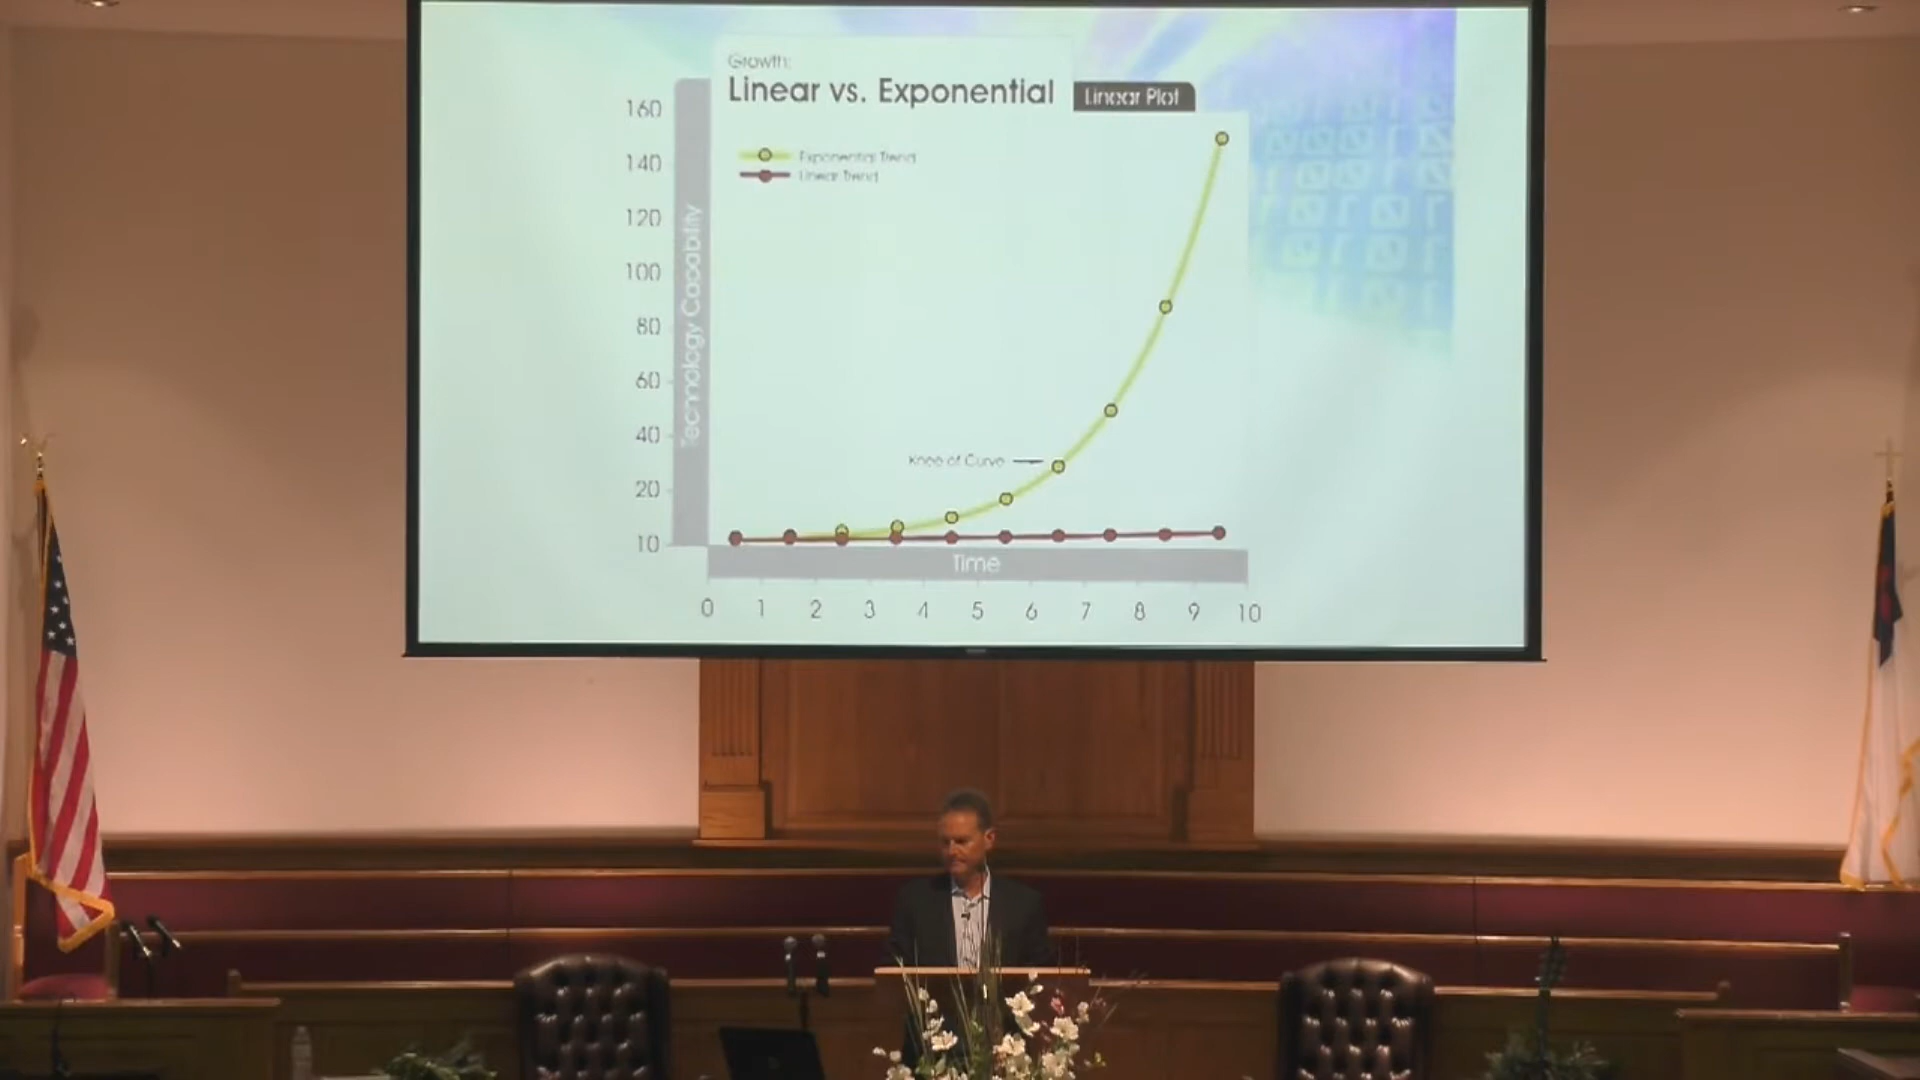 Growth:
Linear vs. Exponential
Linear Plot
Exponential Trend
Linear Trend
160
140
120
100
80
60
40
20
10
Technology Capability
Knee of Curve
Time
0 1 2 3 4 5 6 7 8 9 10